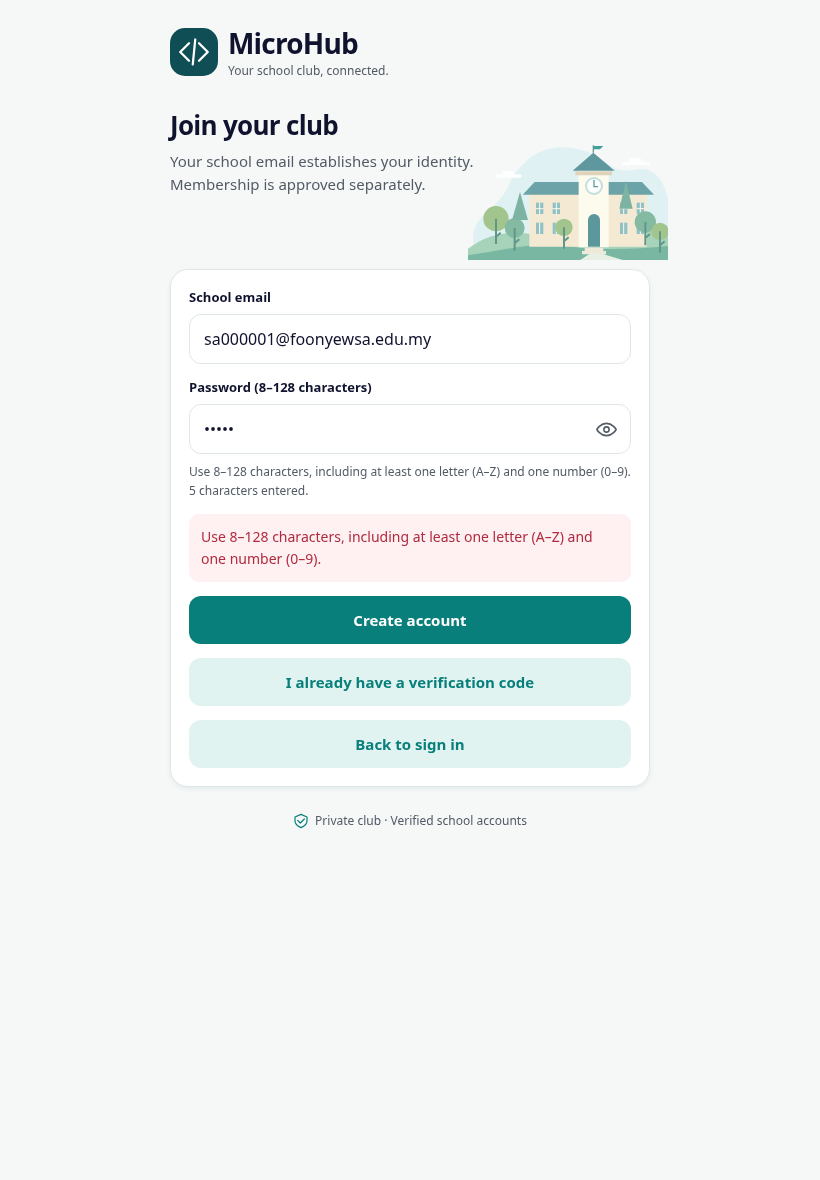 MicroHub
Your school club, connected.
Join your club
Your school email establishes your identity.
Membership is approved separately.
School email
sa000001@foonyewsa.edu.my
Password (8–128 characters)
•••••
Use 8–128 characters, including at least one letter (A–Z) and one number (0–9).
5 characters entered.
Use 8–128 characters, including at least one letter (A–Z) and
one number (0–9).
Create account
I already have a verification code
Back to sign in
Private club · Verified school accounts